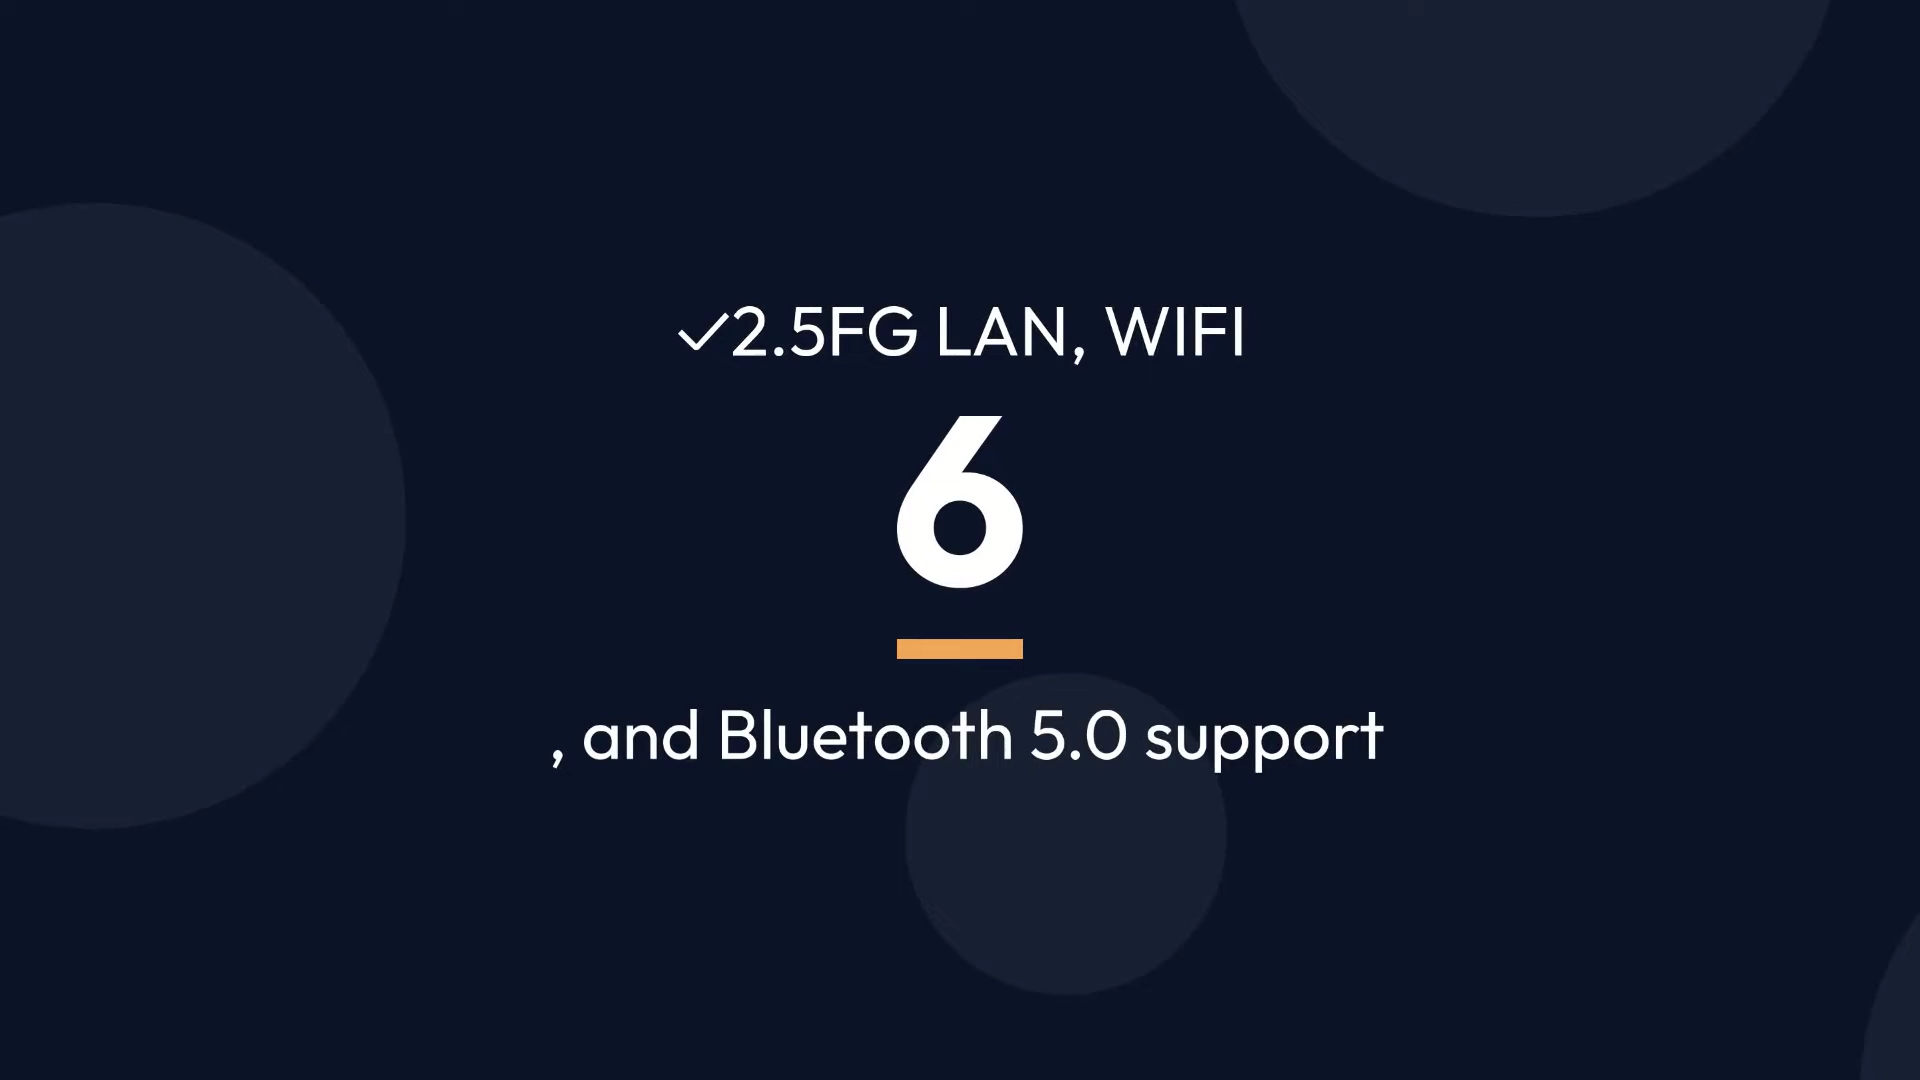 ✓2.5FG LAN, WIFI
6
, and Bluetooth 5.0 support